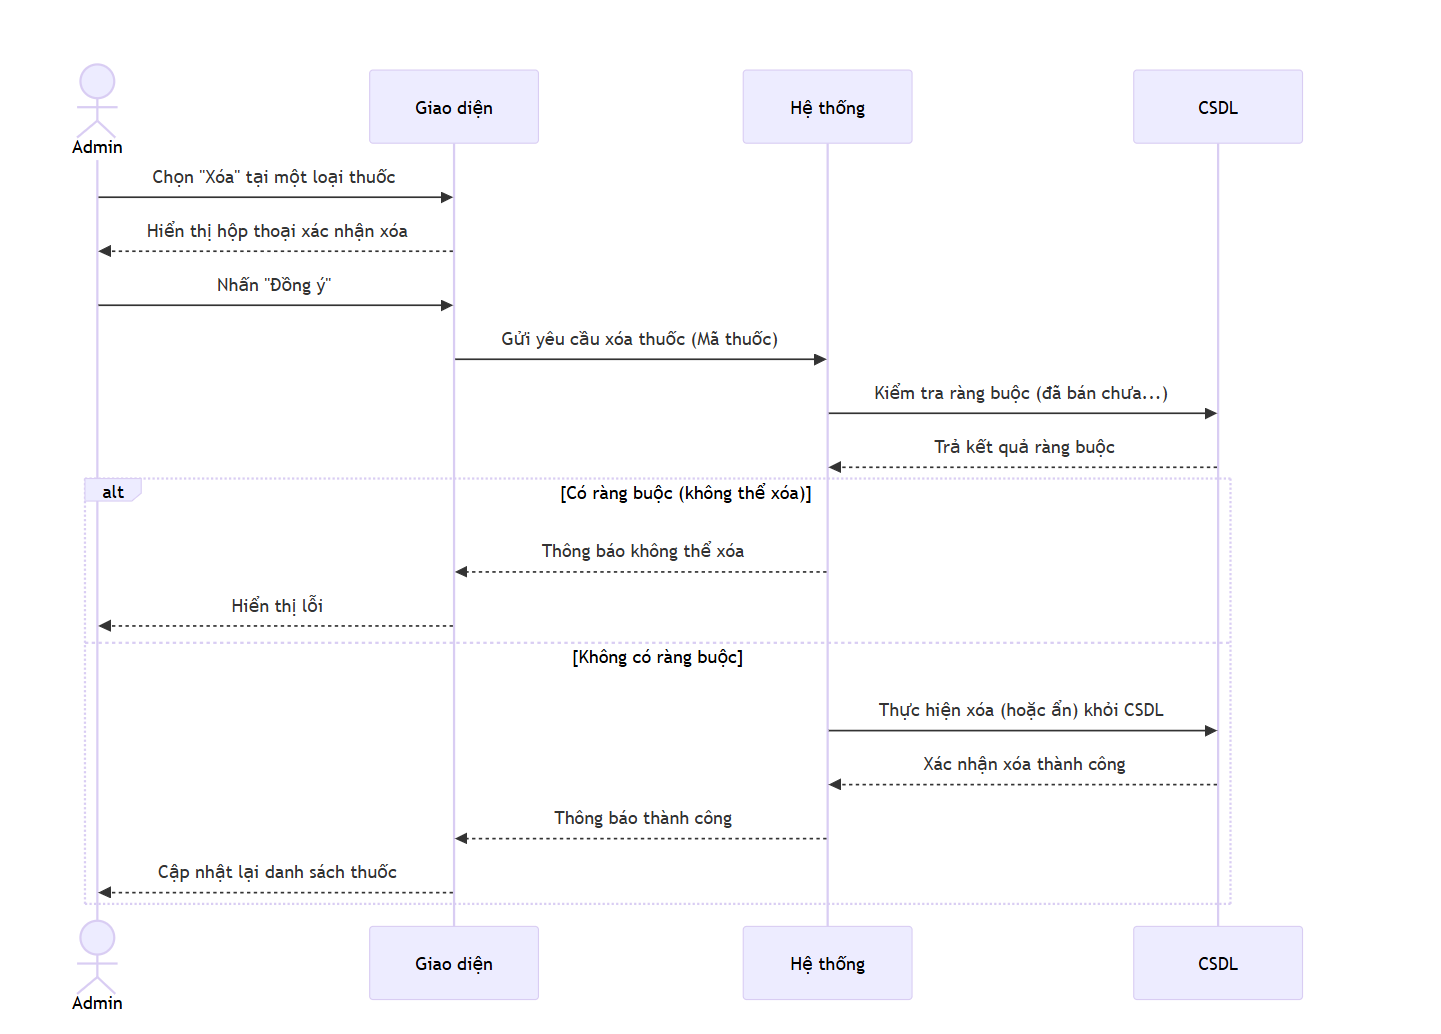 Admin
Giao diện
Hệ thống
CSDL
Chọn "Xóa" tại một loại thuốc
Hiển thị hộp thoại xác nhận xóa
Nhấn "Đồng ý"
Gửi yêu cầu xóa thuốc (Mã thuốc)
Kiểm tra ràng buộc (đã bán chưa...)
Trả kết quả ràng buộc
alt
[Có ràng buộc (không thể xóa)]
Thông báo không thể xóa
Hiển thị lỗi
[Không có ràng buộc]
Thực hiện xóa (hoặc ẩn) khỏi CSDL
Xác nhận xóa thành công
Thông báo thành công
Cập nhật lại danh sách thuốc
Admin
Giao diện
Hệ thống
CSDL